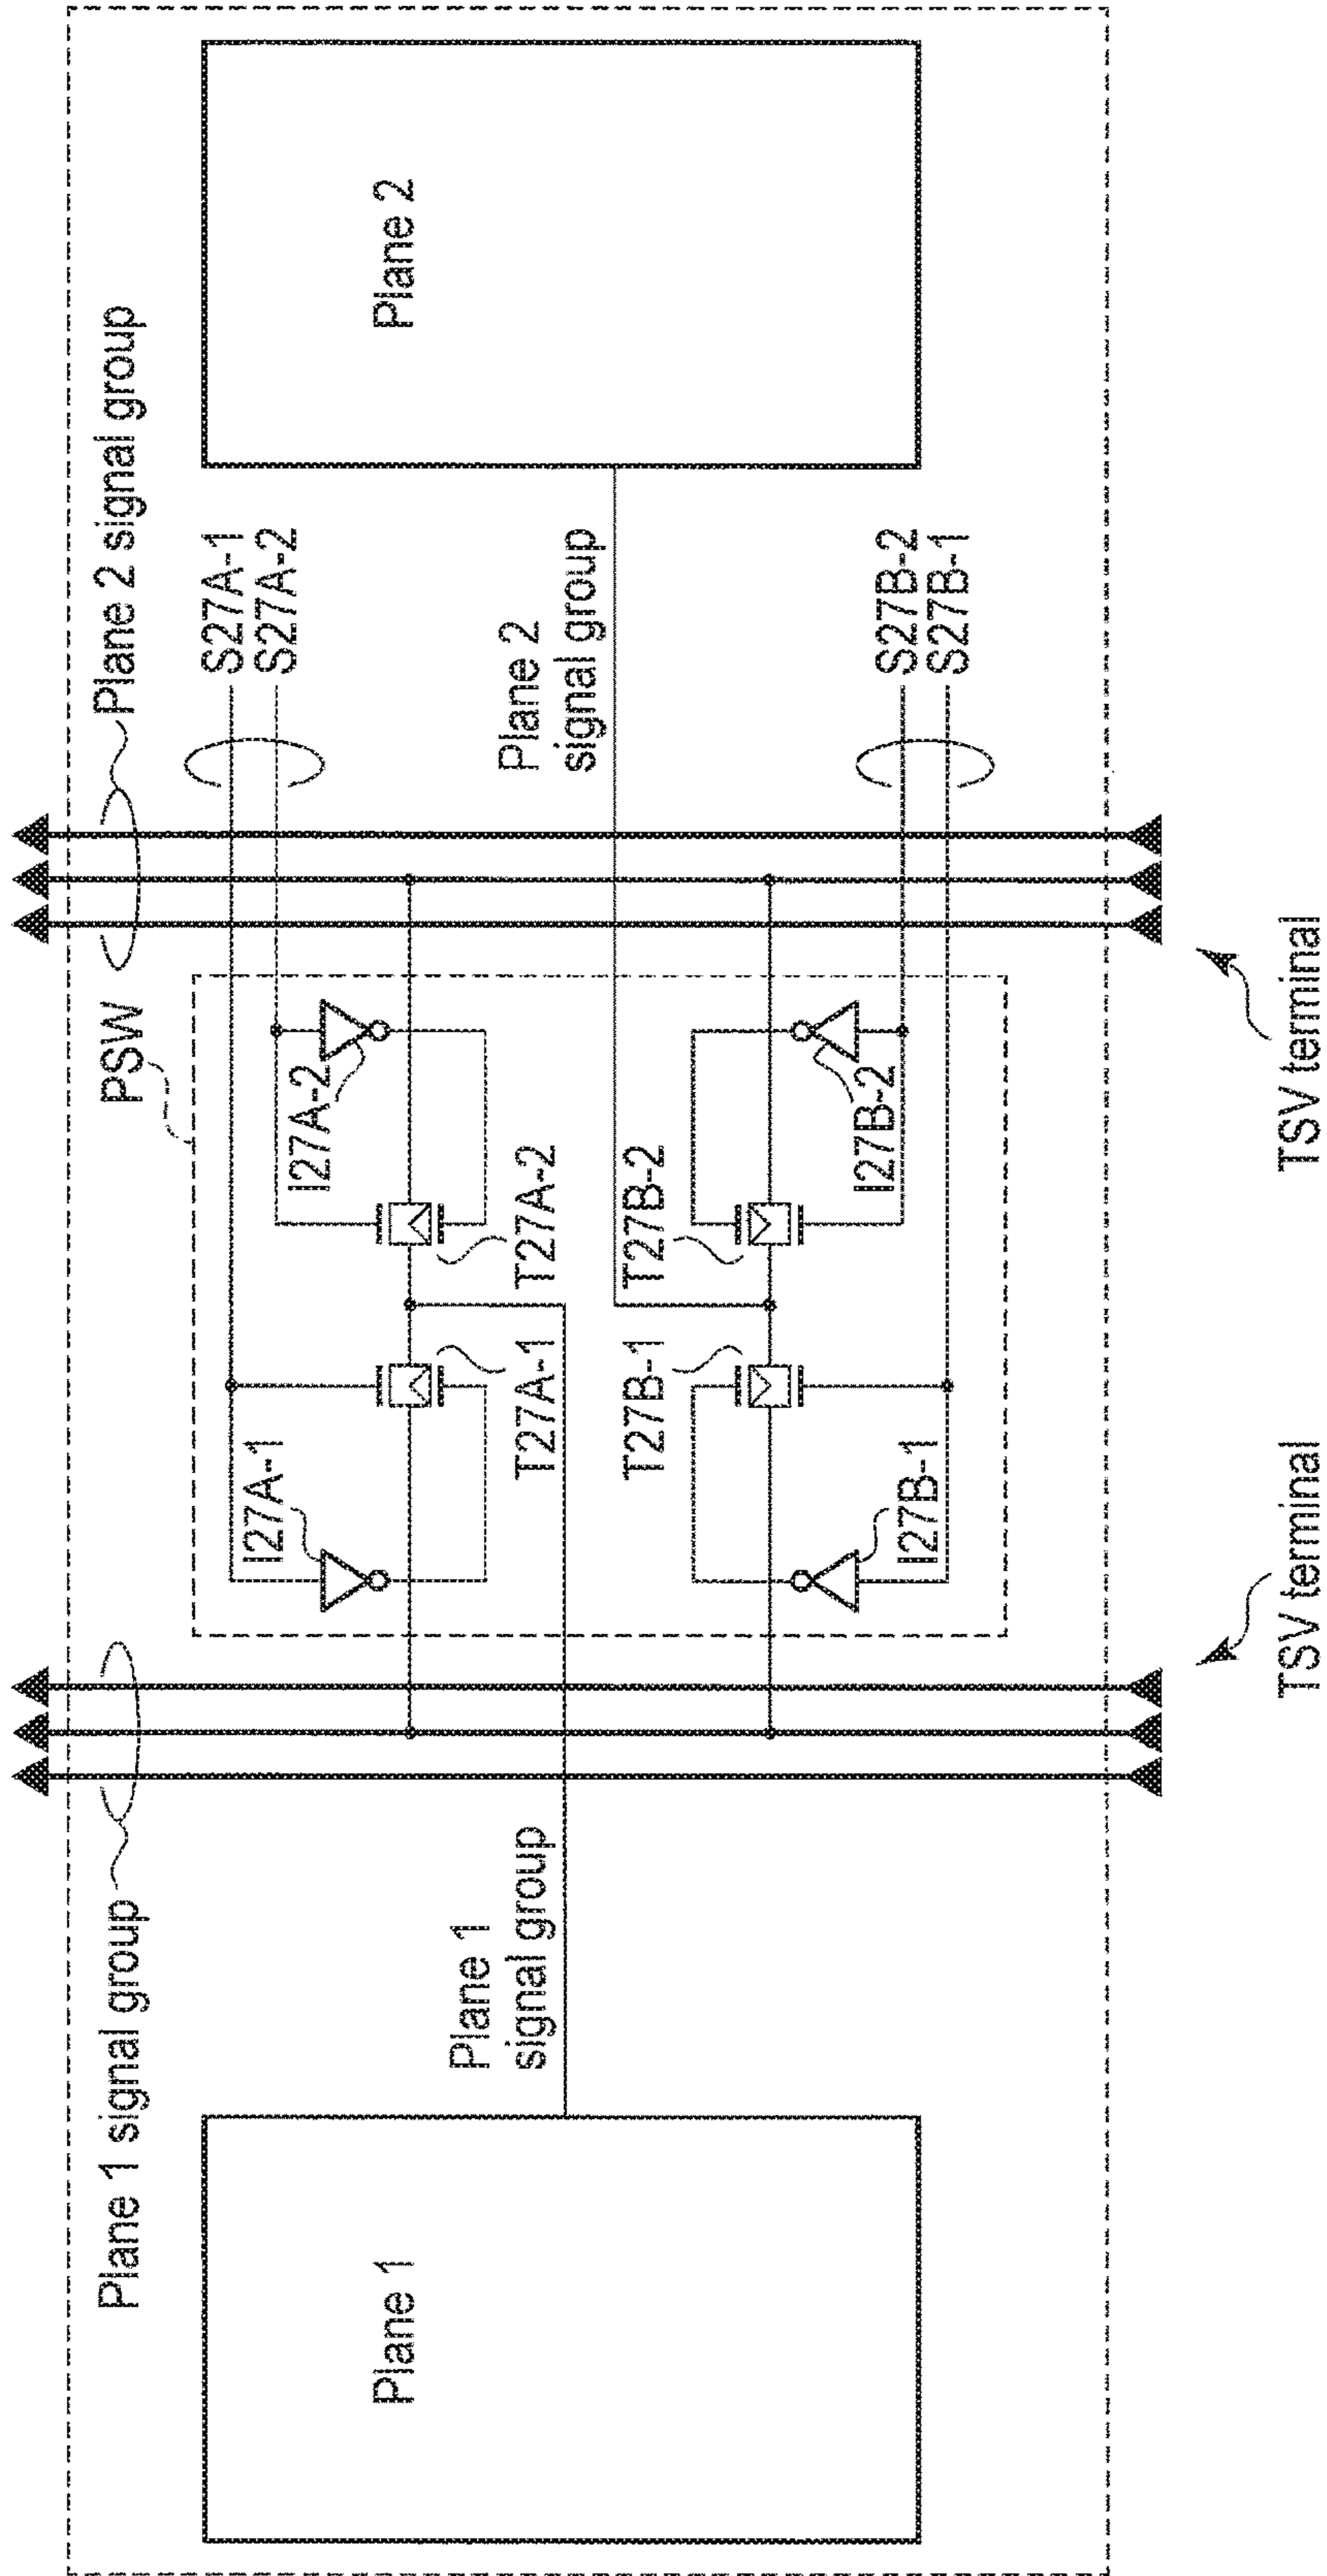 Plane 1 signal group
PSW
Plane 2 signal group
S27A-1
S27A-2
I27A-1
I27A-2
Plane 1
Plane 2
Plane 1
signal group
T27A-1
T27A-2
Plane 2
signal group
T27B-1
T27B-2
I27B-1
I27B-2
S27B-2
S27B-1
TSV terminal
TSV terminal